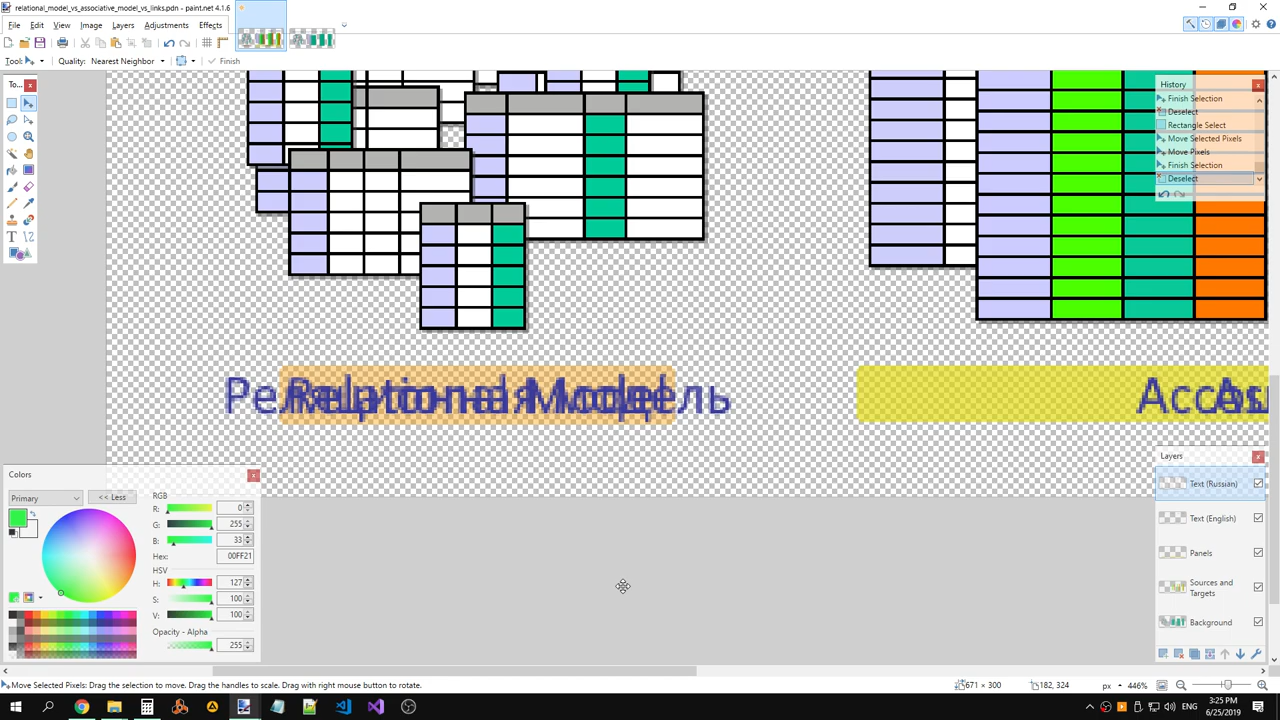 relational_model_vs_associative_model_vs_links.pdn - paint.net 4.1.6
File Edit View Image Layers Adjustments Effects
Tool: Quality: Nearest Neighbor Finish
To...
History
Finish Selection
Deselect
Rectangle Select
Move Selected Pixels
Move Pixels
Finish Selection
Deselect
Relational Model
Colors
Primary
<< Less
RGB
R: 0
G: 255
B: 33
Hex: 00FF21
HSV
H: 127
S: 100
V: 100
Opacity - Alpha
255
Layers
Text (Russian)
Text (English)
Panels
Sources and
Targets
Background
Move Selected Pixels: Drag the selection to move. Drag the handles to scale. Drag with right mouse button to rotate.
671 × 300
182, 324
px
446%
ENG
3:25 PM
6/25/2019